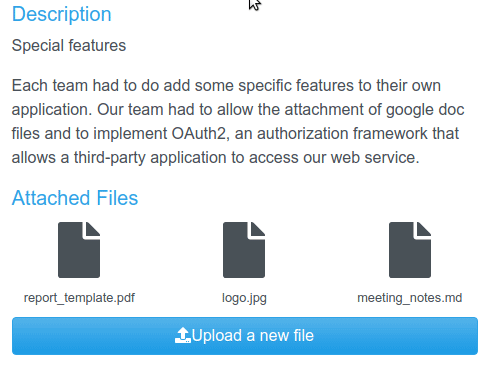 Description
Special features
Each team had to do add some specific features to their own
application. Our team had to allow the attachment of google doc
files and to implement OAuth2, an authorization framework that
allows a third-party application to access our web service.
Attached Files
report_template.pdf
logo.jpg
meeting_notes.md
Upload a new file